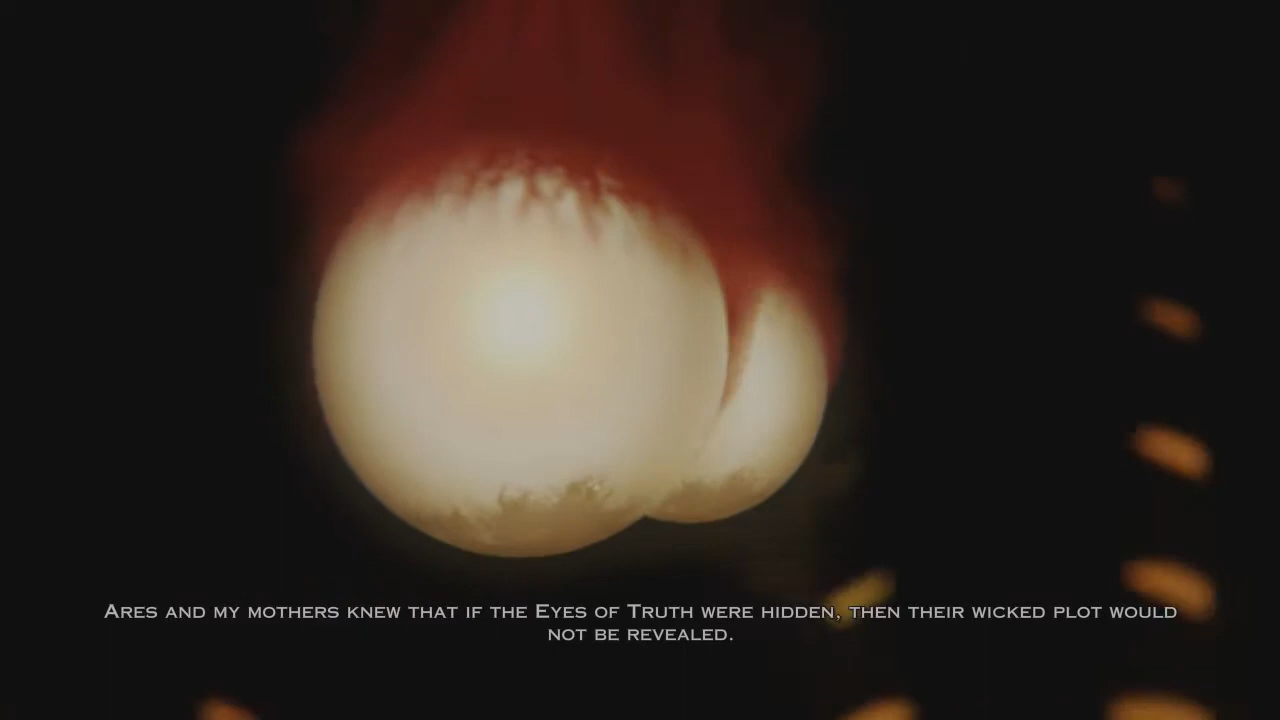 Ares and my mothers knew that if the Eyes of Truth were hidden, then their wicked plot would
not be revealed.